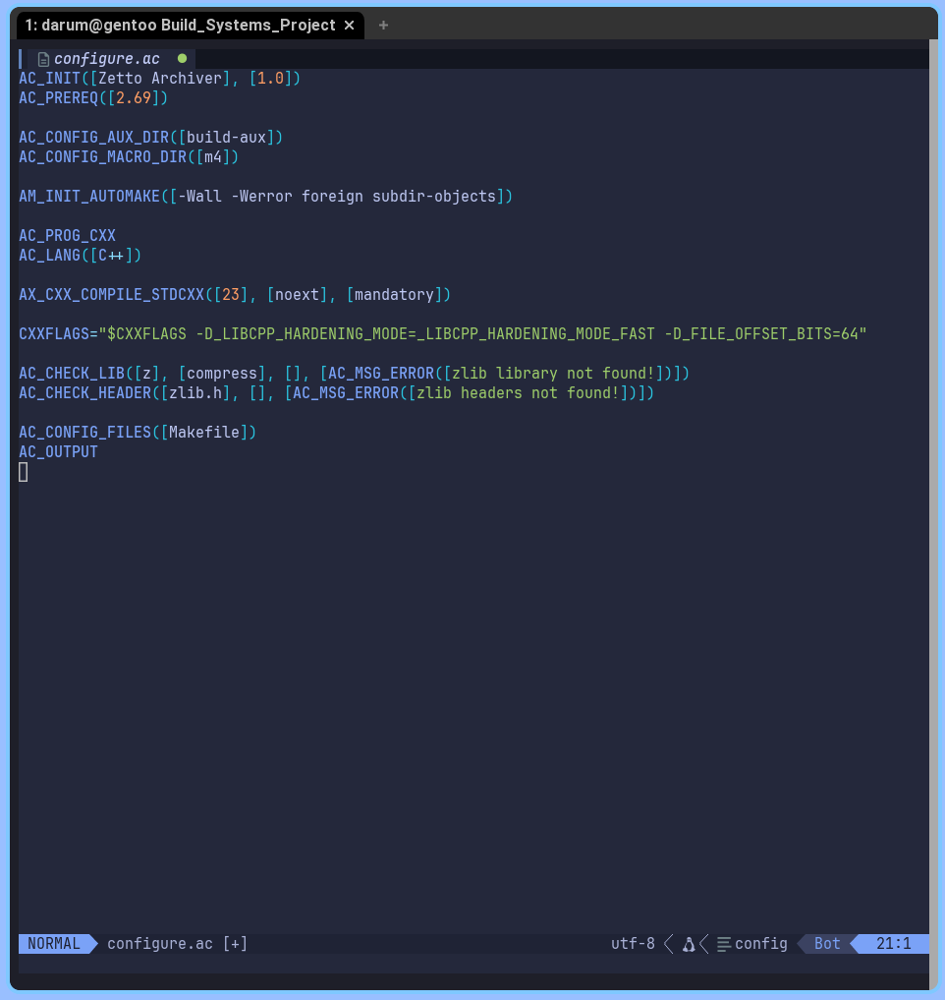 1: darum@gentoo Build_Systems_Project × +
configure.ac
AC_INIT([Zetto Archiver], [1.0])
AC_PREREQ([2.69])
AC_CONFIG_AUX_DIR([build-aux])
AC_CONFIG_MACRO_DIR([m4])
AM_INIT_AUTOMAKE([-Wall -Werror foreign subdir-objects])
AC_PROG_CXX
AC_LANG([C++])
AX_CXX_COMPILE_STDCXX([23], [noext], [mandatory])
CXXFLAGS="$CXXFLAGS -D_LIBCPP_HARDENING_MODE=_LIBCPP_HARDENING_MODE_FAST -D_FILE_OFFSET_BITS=64"
AC_CHECK_LIB([z], [compress], [], [AC_MSG_ERROR([zlib library not found!])])
AC_CHECK_HEADER([zlib.h], [], [AC_MSG_ERROR([zlib headers not found!])])
AC_CONFIG_FILES([Makefile])
AC_OUTPUT
NORMAL configure.ac [+] utf-8 config Bot 21:1